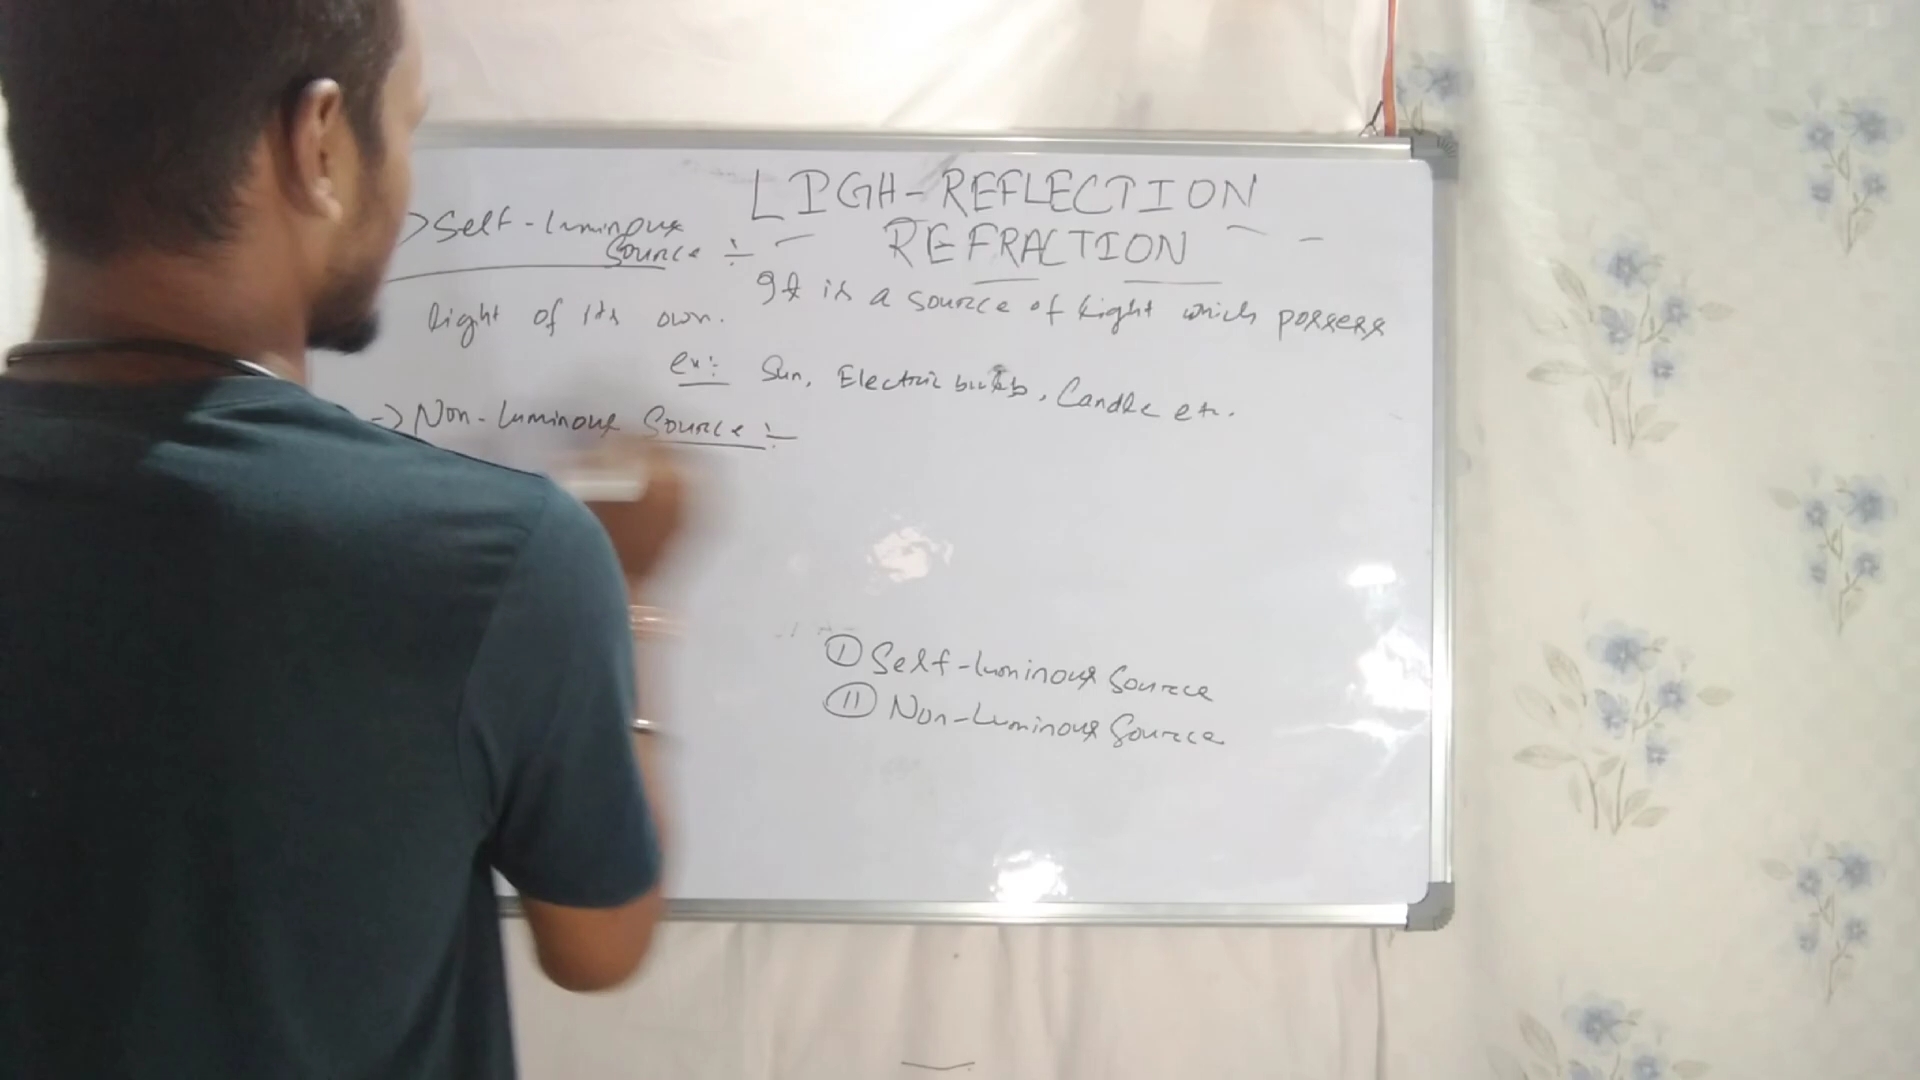 LIGH-REFLECTION
REFRACTION
->Self-luminous
Source :-
It is a source of light which possess
light of its own.
ex:- Sun, Electric bulb, Candle etc.
-> Non-luminous Source :-
I Self-luminous Source
II Non-Luminous Source